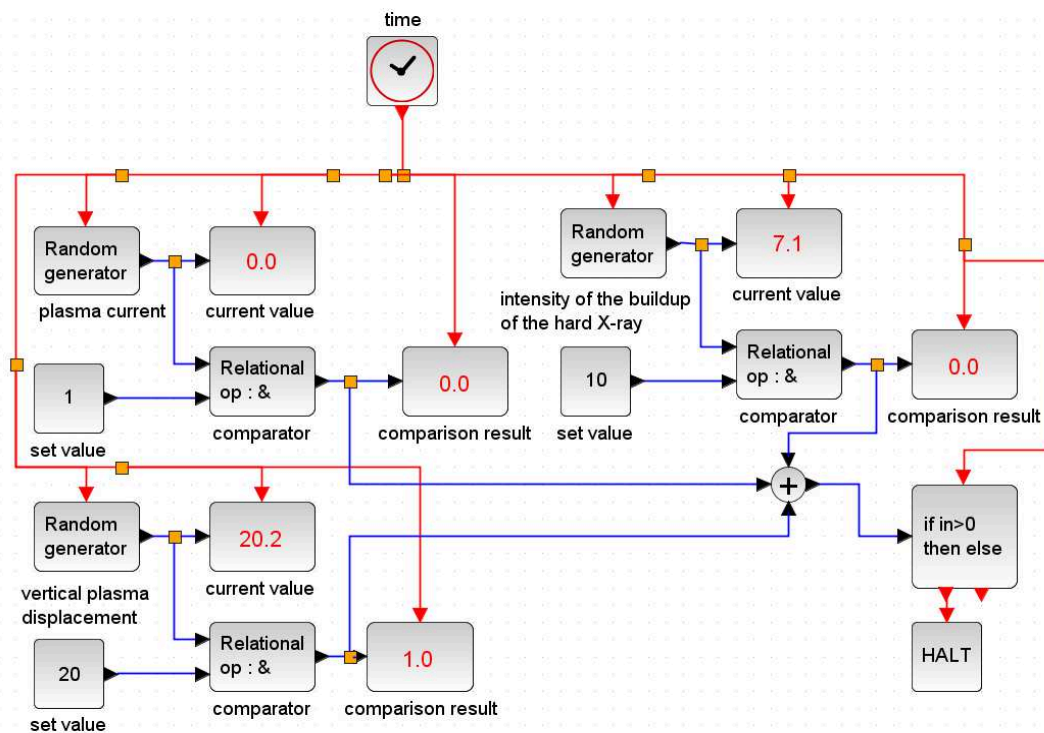 time
Random
generator
plasma current
0.0
current value
Random
generator
intensity of the buildup
of the hard X-ray
7.1
current value
1
set value
Relational
op : &
comparator
0.0
comparison result
10
set value
Relational
op : &
comparator
0.0
comparison result
+
Random
generator
vertical plasma
displacement
20.2
current value
if in>0
then else
20
set value
Relational
op : &
comparator
1.0
comparison result
HALT